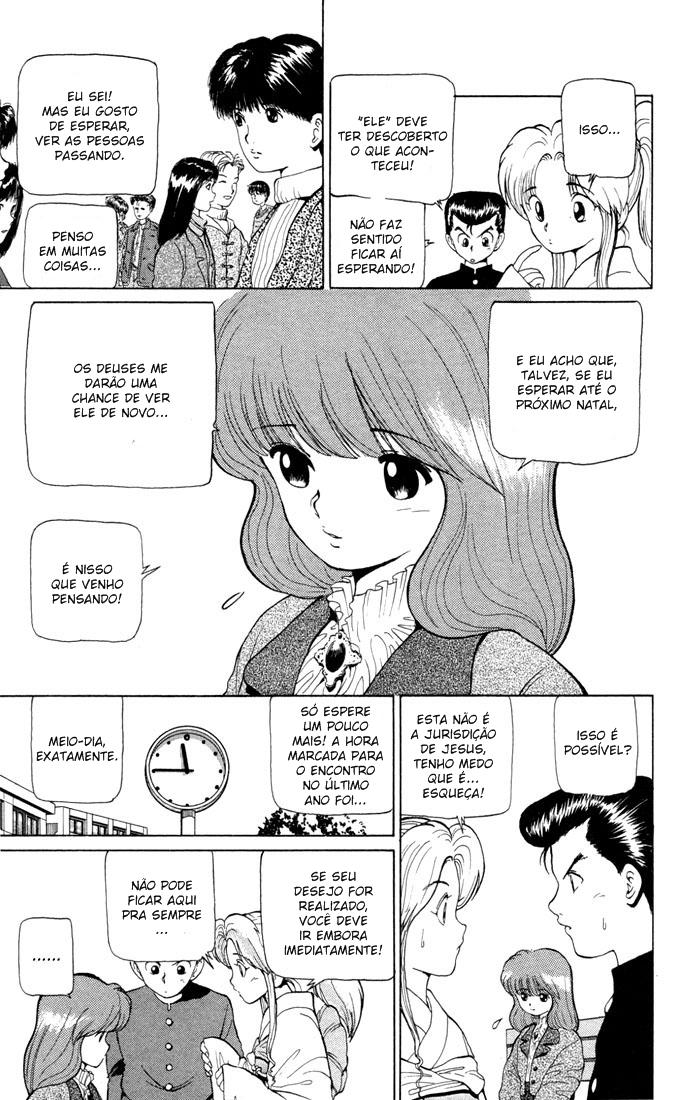 ISSO...
"ELE" DEVE
TER DESCOBERTO
O QUE ACON-
TECEU!
NÃO FAZ
SENTIDO
FICAR AÍ
ESPERANDO!
EU SEI!
MAS EU GOSTO
DE ESPERAR,
VER AS PESSOAS
PASSANDO.
PENSO
EM MUITAS
COISAS...
E EU ACHO QUE,
TALVEZ, SE EU
ESPERAR ATÉ O
PRÓXIMO NATAL,
OS DEUSES ME
DARÃO UMA
CHANCE DE VER
ELE DE NOVO...
É NISSO
QUE VENHO
PENSANDO!
ISSO É
POSSÍVEL?
ESTA NÃO É
A JURISDIÇÃO
DE JESUS,
TENHO MEDO
QUE É...
ESQUEÇA!
SÓ ESPERE
UM POUCO
MAIS! A HORA
MARCADA PARA
O ENCONTRO
NO ÚLTIMO
ANO FOI...
MEIO-DIA,
EXATAMENTE.
SE SEU
DESEJO FOR
REALIZADO,
VOCÊ DEVE
IR EMBORA
IMEDIATAMENTE!
NÃO PODE
FICAR AQUI
PRA SEMPRE
...
......